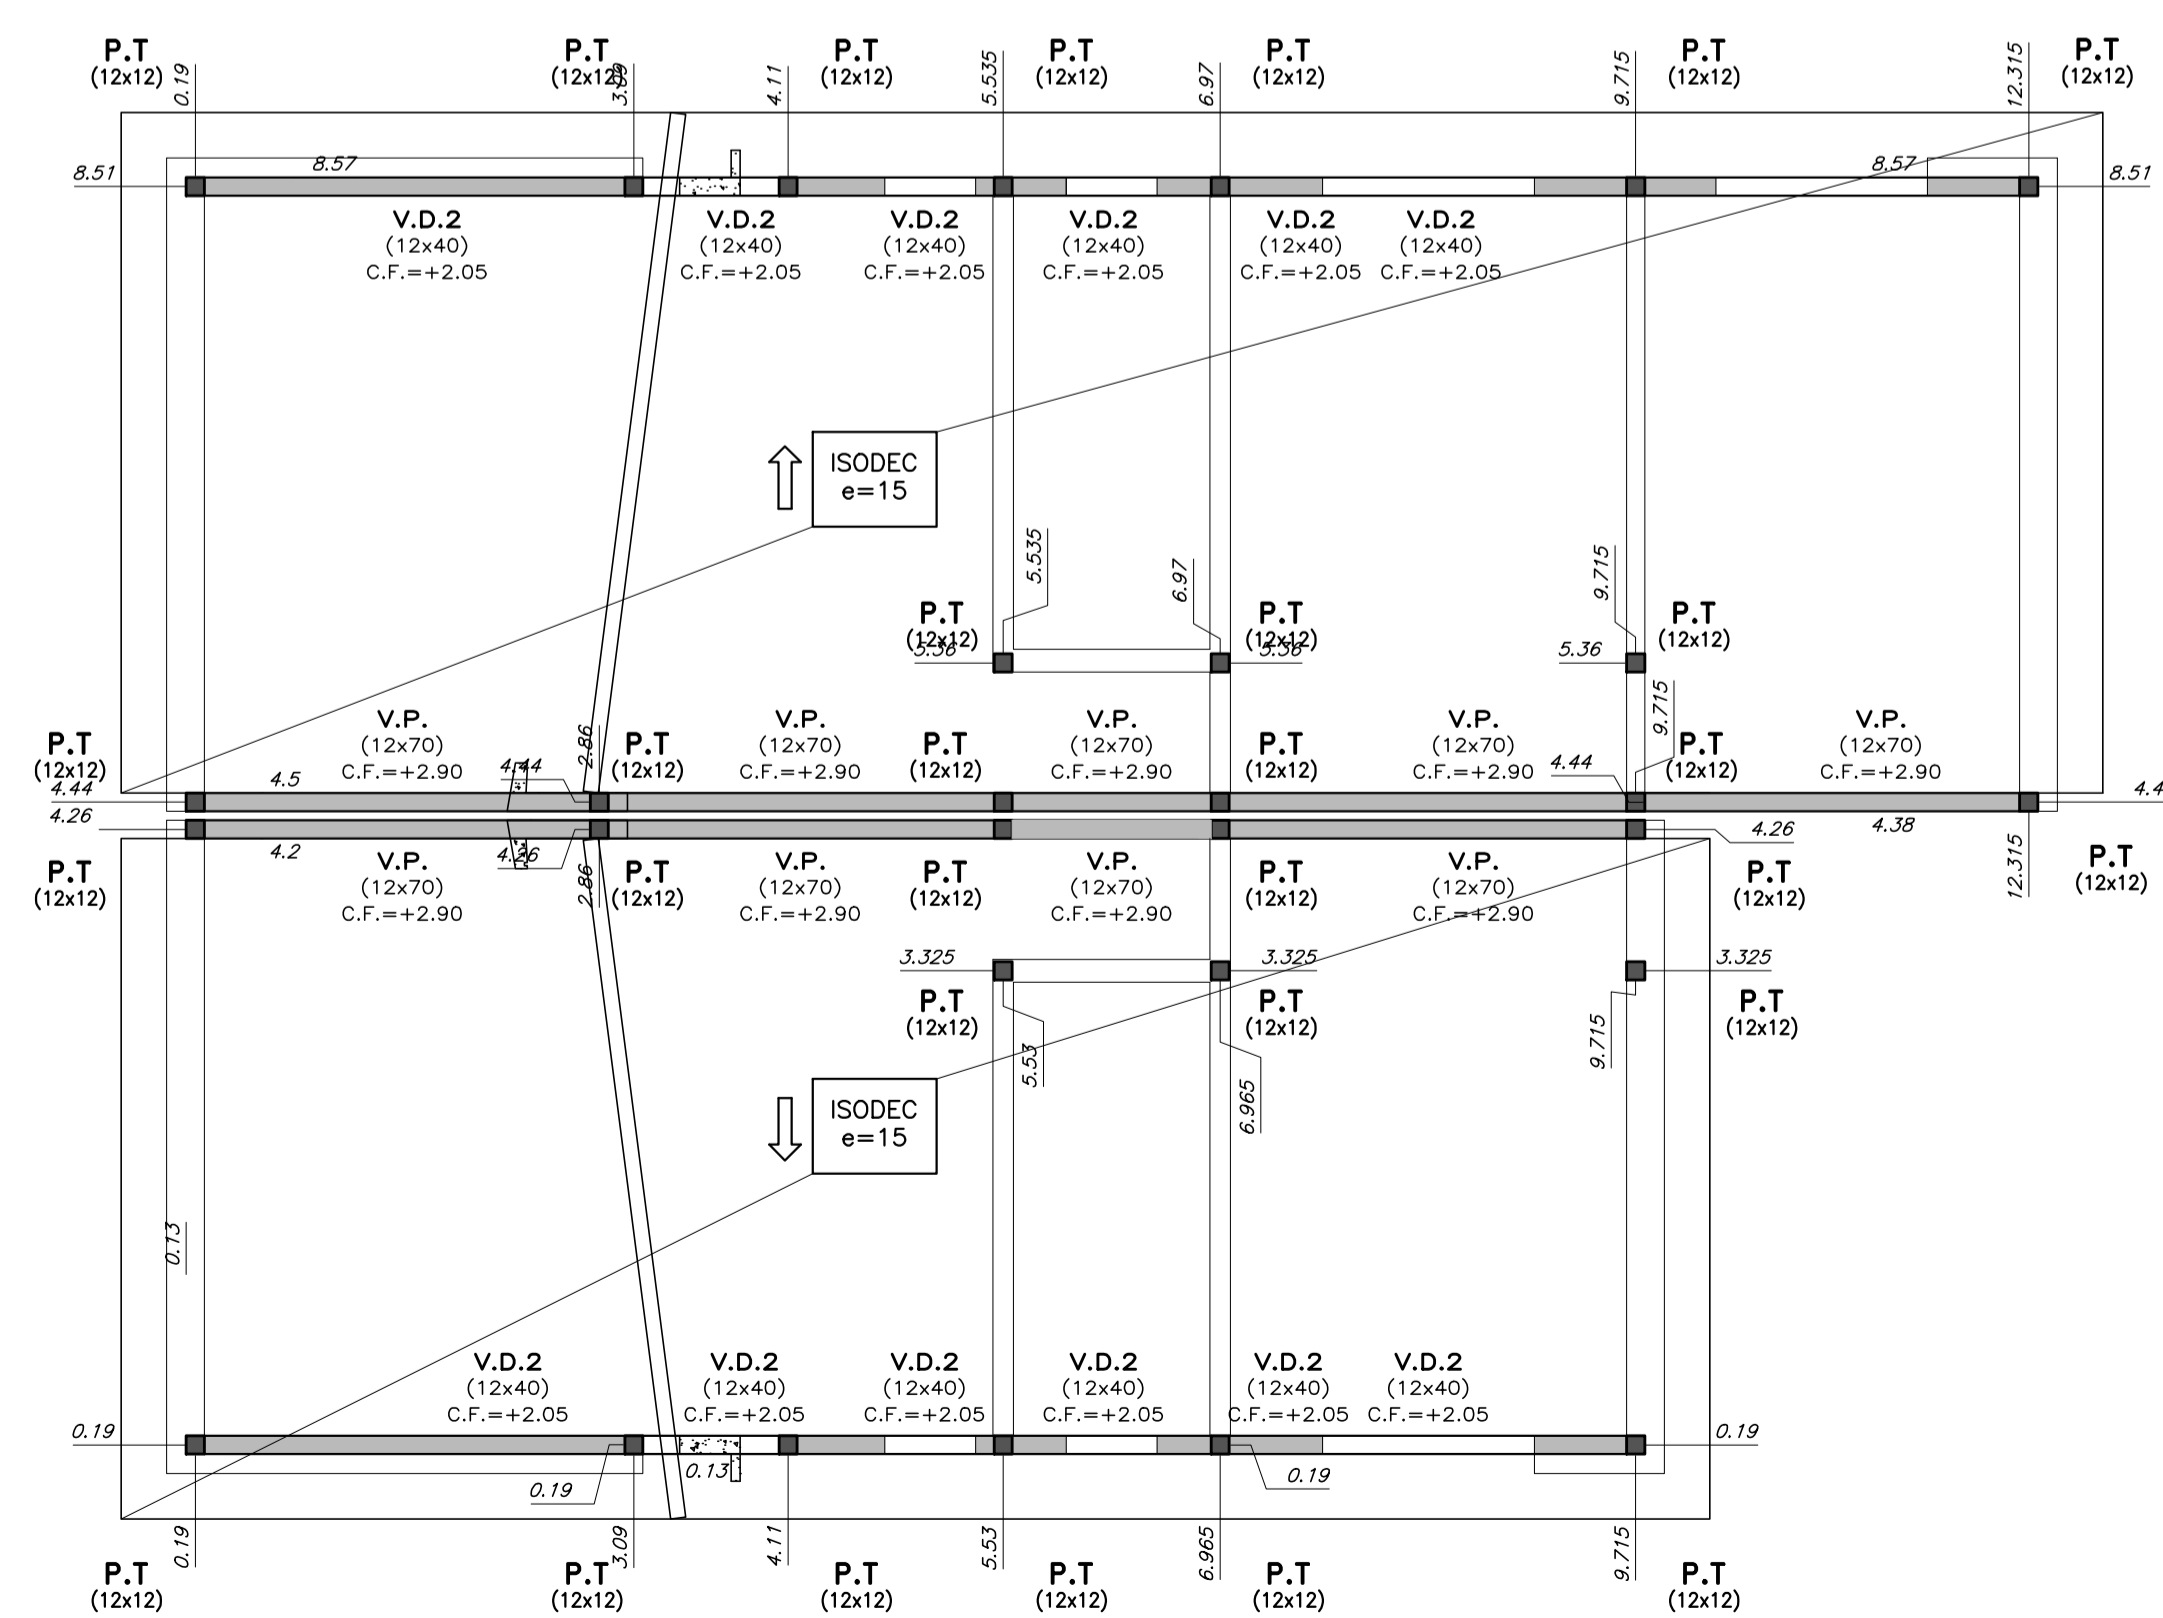 P.T
(12x12)
P.T
(12x12)
P.T
(12x12)
P.T
(12x12)
P.T
(12x12)
P.T
(12x12)
P.T
(12x12)
0.19
3.09
4.11
5.535
6.97
9.715
12.315
8.51
8.57
8.57
8.51
V.D.2
(12x40)
C.F.=+2.05
V.D.2
(12x40)
C.F.=+2.05
V.D.2
(12x40)
C.F.=+2.05
V.D.2
(12x40)
C.F.=+2.05
V.D.2
(12x40)
C.F.=+2.05
V.D.2
(12x40)
C.F.=+2.05
ISODEC
e=15
5.535
6.97
9.715
P.T
(12x12)
P.T
(12x12)
P.T
(12x12)
5.36
5.36
5.36
9.715
2.86
P.T
(12x12)
V.P.
(12x70)
C.F.=+2.90
P.T
(12x12)
V.P.
(12x70)
C.F.=+2.90
P.T
(12x12)
V.P.
(12x70)
C.F.=+2.90
P.T
(12x12)
V.P.
(12x70)
C.F.=+2.90
P.T
(12x12)
V.P.
(12x70)
C.F.=+2.90
4.44
4.5
4.44
4.44
4.4
4.26
4.2
4.26
4.26
4.38
P.T
(12x12)
V.P.
(12x70)
C.F.=+2.90
2.86
P.T
(12x12)
V.P.
(12x70)
C.F.=+2.90
P.T
(12x12)
V.P.
(12x70)
C.F.=+2.90
P.T
(12x12)
V.P.
(12x70)
C.F.=+2.90
P.T
(12x12)
12.315
P.T
(12x12)
3.325
3.325
3.325
P.T
(12x12)
P.T
(12x12)
P.T
(12x12)
5.53
6.965
9.715
ISODEC
e=15
0.13
V.D.2
(12x40)
C.F.=+2.05
V.D.2
(12x40)
C.F.=+2.05
V.D.2
(12x40)
C.F.=+2.05
V.D.2
(12x40)
C.F.=+2.05
V.D.2
(12x40)
C.F.=+2.05
V.D.2
(12x40)
C.F.=+2.05
0.19
0.19
0.13
0.19
0.19
0.19
3.09
4.11
5.53
6.965
9.715
P.T
(12x12)
P.T
(12x12)
P.T
(12x12)
P.T
(12x12)
P.T
(12x12)
P.T
(12x12)